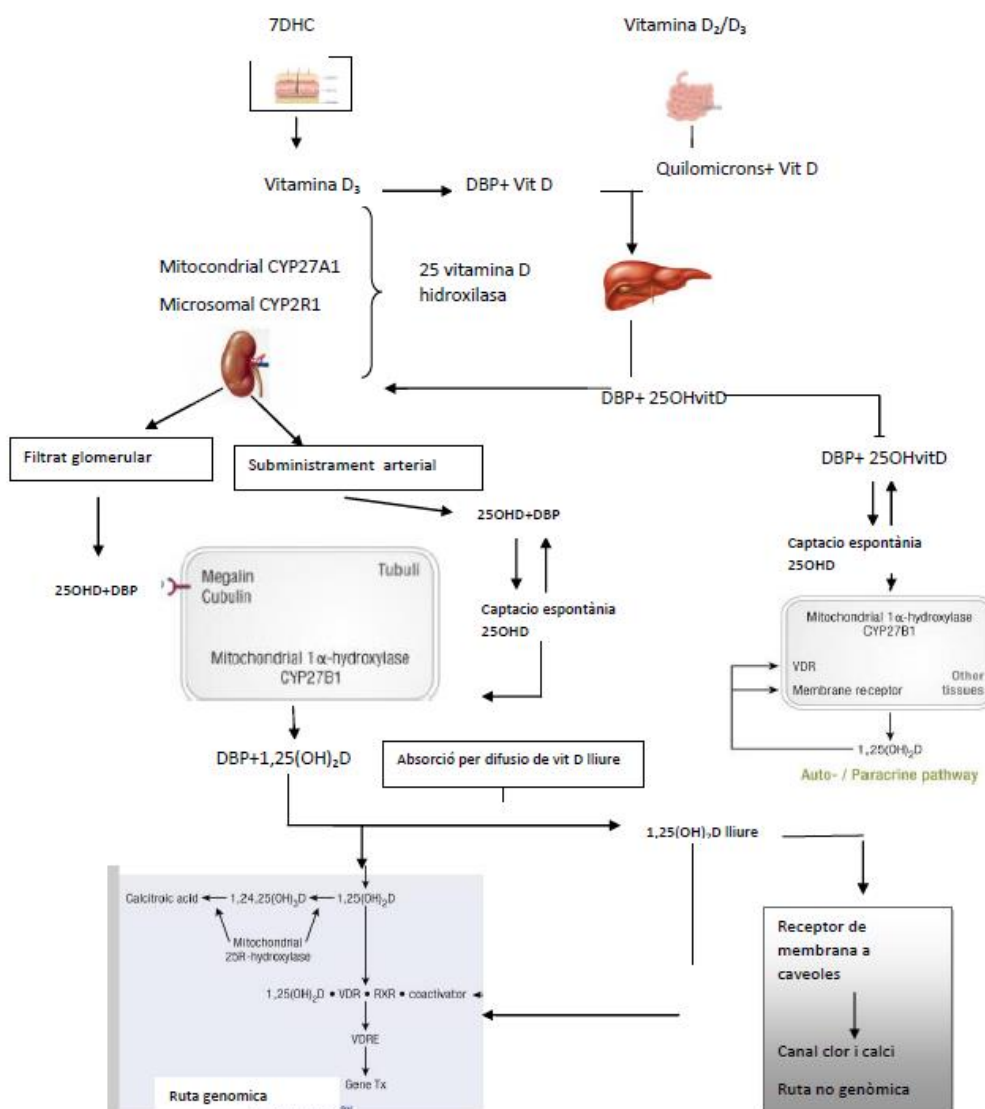 7DHC
Vitamina D₂/D₃
Quilomicrons+ Vit D
Vitamina D₃
DBP+ Vit D
Mitocondrial CYP27A1
Microsomal CYP2R1
25 vitamina D
hidroxilasa
DBP+ 25OHvitD
Filtrat glomerular
Subministrament arterial
DBP+ 25OHvitD
25OHD+DBP
Captacio espontània
25OHD
25OHD+DBP
Megalin
Cubulin
Tubuli
Captacio espontània
25OHD
Mitochondrial 1α-hydroxylase
CYP27B1
Mitochondrial 1α-hydroxylase
CYP27B1
VDR
Membrane receptor
Other
tissues
1,25(OH)₂D
Auto- / Paracrine pathway
DBP+1,25(OH)₂D
Absorció per difusio de vit D lliure
1,25(OH)₂D lliure
Calcitroic acid
1,24,25(OH)₃D
1,25(OH)₂D
Mitochondrial
25R-hydroxylase
1,25(OH)₂D • VDR • RXR • coactivator
VDRE
Gene Tx
Ruta genomica
Receptor de
membrana a
caveoles
Canal clor i calci
Ruta no genòmica